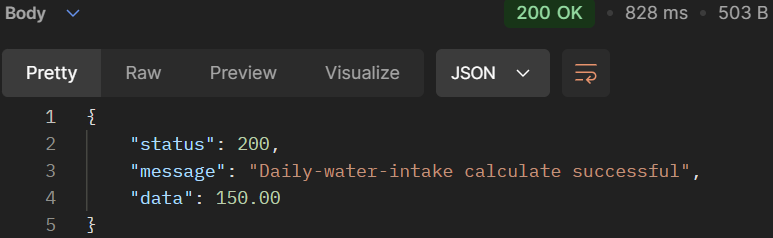 Body 200 OK 828 ms 503 B
Pretty Raw Preview Visualize JSON
1 {
2 "status": 200,
3 "message": "Daily-water-intake calculate successful",
4 "data": 150.00
5 }